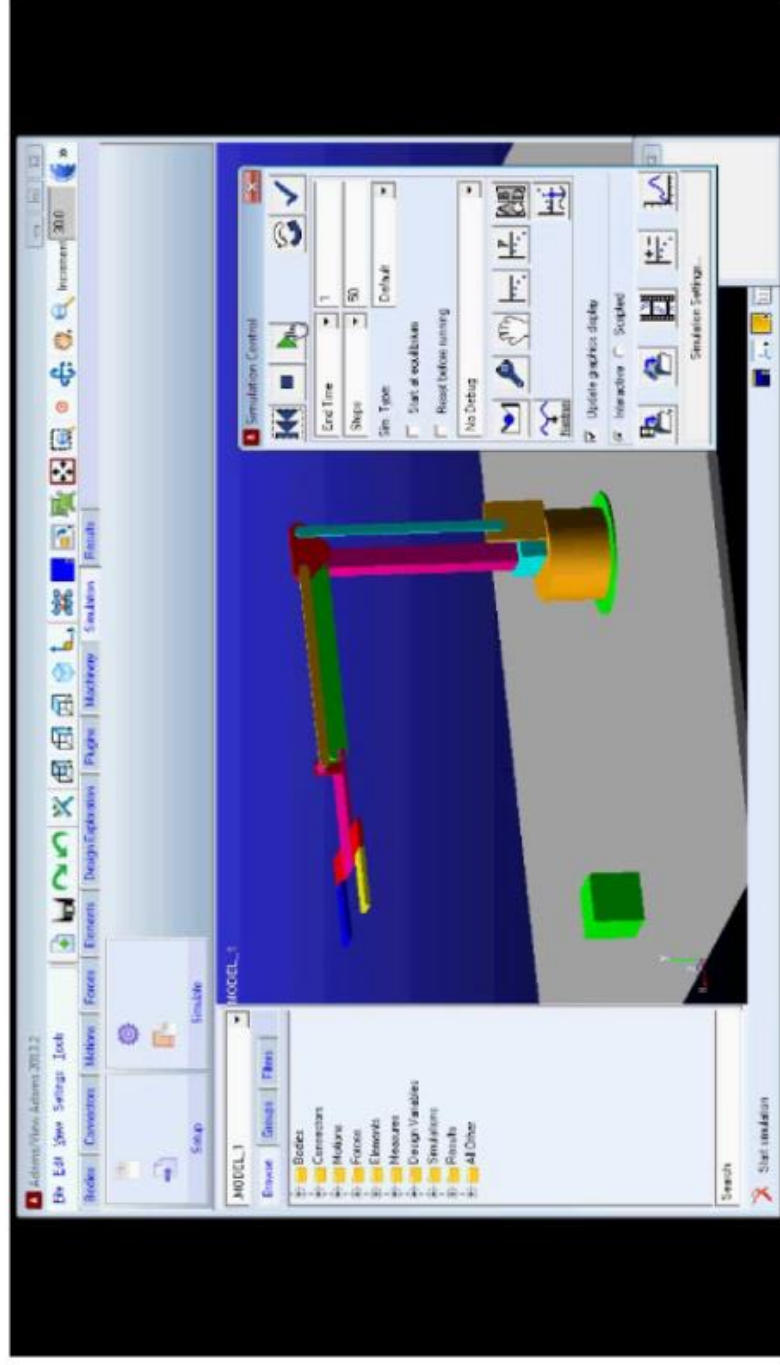 Adams/View Adams 2013.2
File Edit View Settings Tools
Increment 30.0
Bodies Connectors Motions Forces Elements Design Exploration Plugins Machinery Simulation Results
Setup Simulate
.MODEL_1
Browse Groups Filters
Bodies
Connectors
Motions
Forces
Elements
Measures
Design Variables
Simulations
Results
All Other
Search
MODEL_1
Simulation Control
End Time 1
Steps 50
Sim. Type: Default
Start at equilibrium
Reset before running
No Debug
Update graphics display
Interactive Scripted
Simulation Settings...
Start simulation